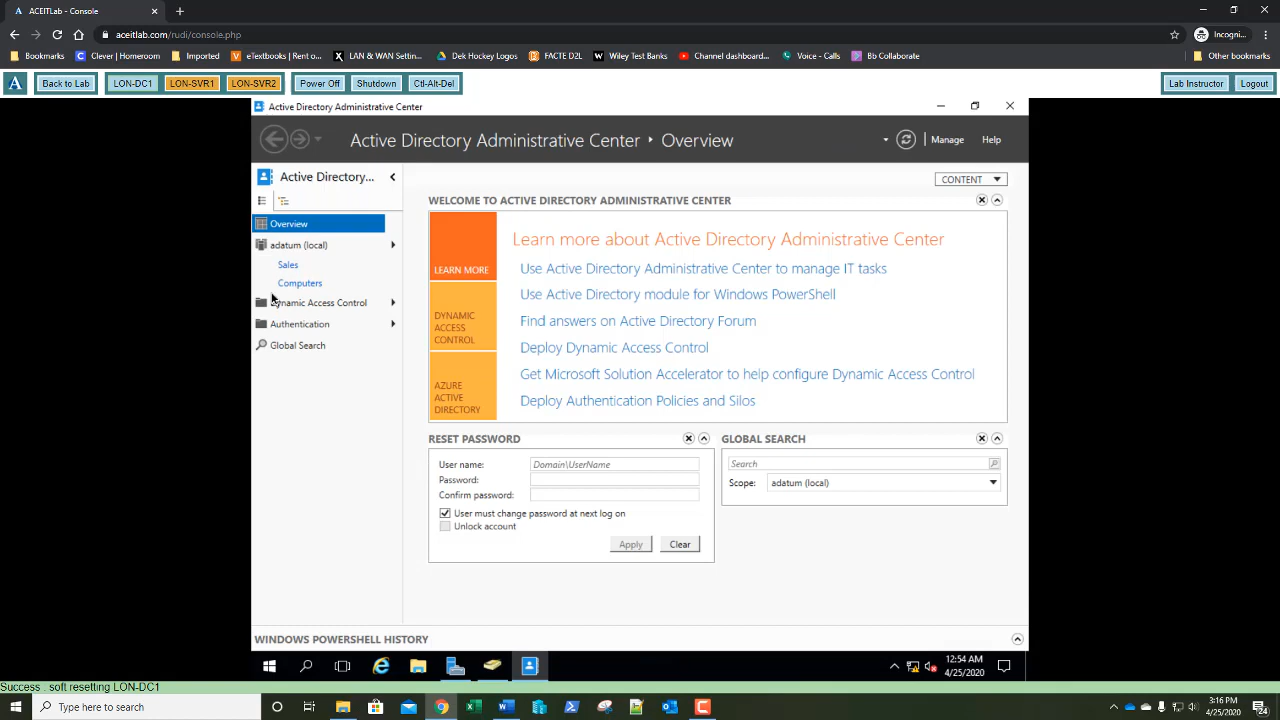 ACEITLab - Console
aceitlab.com/rudi/console.php
Incogni...
Bookmarks
Clever | Homeroom
Imported
eTextbooks | Rent o...
LAN & WAN Settin...
Dek Hockey Logos
FACTE D2L
Wiley Test Banks
Channel dashboard...
Voice - Calls
Bb Collaborate
Other bookmarks
A
Back to Lab
LON-DC1
LON-SVR1
LON-SVR2
Power Off
Shutdown
Ctl-Alt-Del
Lab Instructor
Logout
Active Directory Administrative Center
Active Directory Administrative Center • Overview
Manage
Help
Active Directory...
Overview
adatum (local)
Sales
Computers
Dynamic Access Control
Authentication
Global Search
CONTENT
WELCOME TO ACTIVE DIRECTORY ADMINISTRATIVE CENTER
LEARN MORE
DYNAMIC
ACCESS
CONTROL
AZURE
ACTIVE
DIRECTORY
Learn more about Active Directory Administrative Center
Use Active Directory Administrative Center to manage IT tasks
Use Active Directory module for Windows PowerShell
Find answers on Active Directory Forum
Deploy Dynamic Access Control
Get Microsoft Solution Accelerator to help configure Dynamic Access Control
Deploy Authentication Policies and Silos
RESET PASSWORD
User name:
Domain\UserName
Password:
Confirm password:
User must change password at next log on
Unlock account
Apply
Clear
GLOBAL SEARCH
Search
Scope:
adatum (local)
WINDOWS POWERSHELL HISTORY
12:54 AM
4/25/2020
Success . soft resetting LON-DC1
Type here to search
3:16 PM
4/25/2020
24